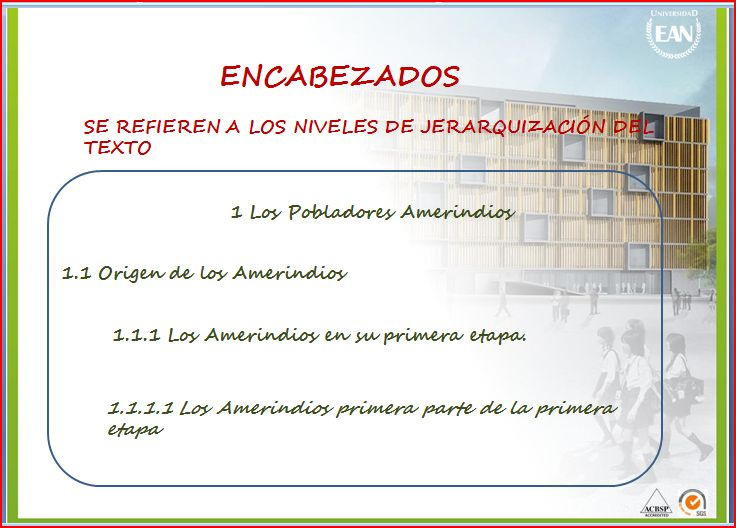 UNIVERSIDAD
EAN
ENCABEZADOS
SE REFIEREN A LOS NIVELES DE JERARQUIZACIÓN DEL
TEXTO
1 Los Pobladores Amerindios
1.1 Origen de los Amerindios
1.1.1 Los Amerindios en su primera etapa.
1.1.1.1 Los Amerindios primera parte de la primera
etapa
ACBSP
ACCREDITED
SGS